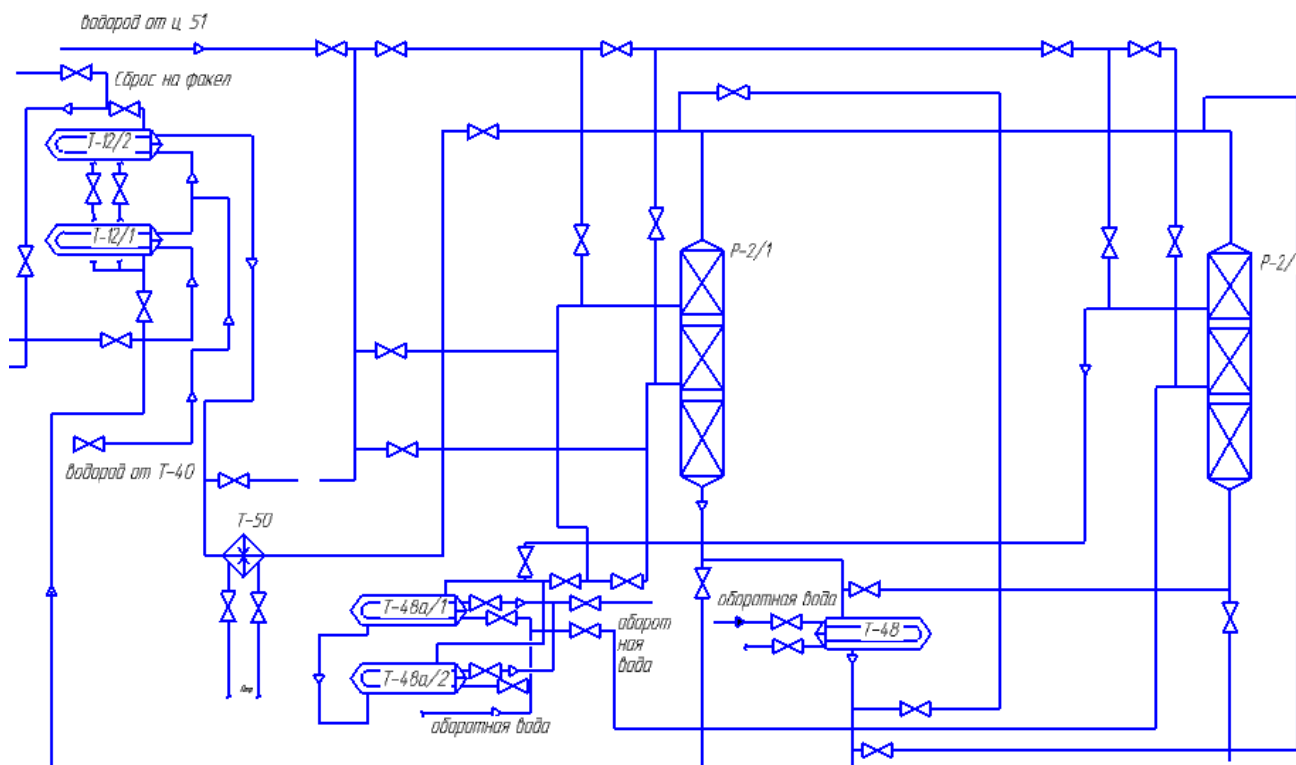 водород от ц 51
Сброс на факел
Т-12/2
Т-12/1
Р-2/1
Р-2/
водород от Т-40
Т-50
Т-48а/1
оборотная вода
оборот
ная
вода
Т-48
Т-48а/2
Пар
оборотная вода